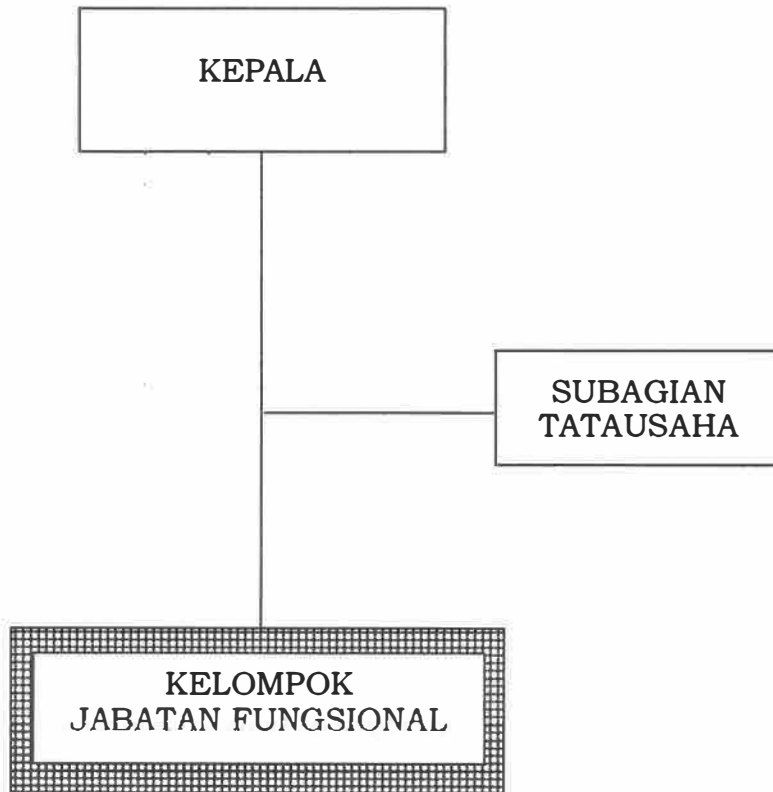 KEPALA
SUBAGIAN
TATAUSAHA
KELOMPOK
JABATAN FUNGSIONAL